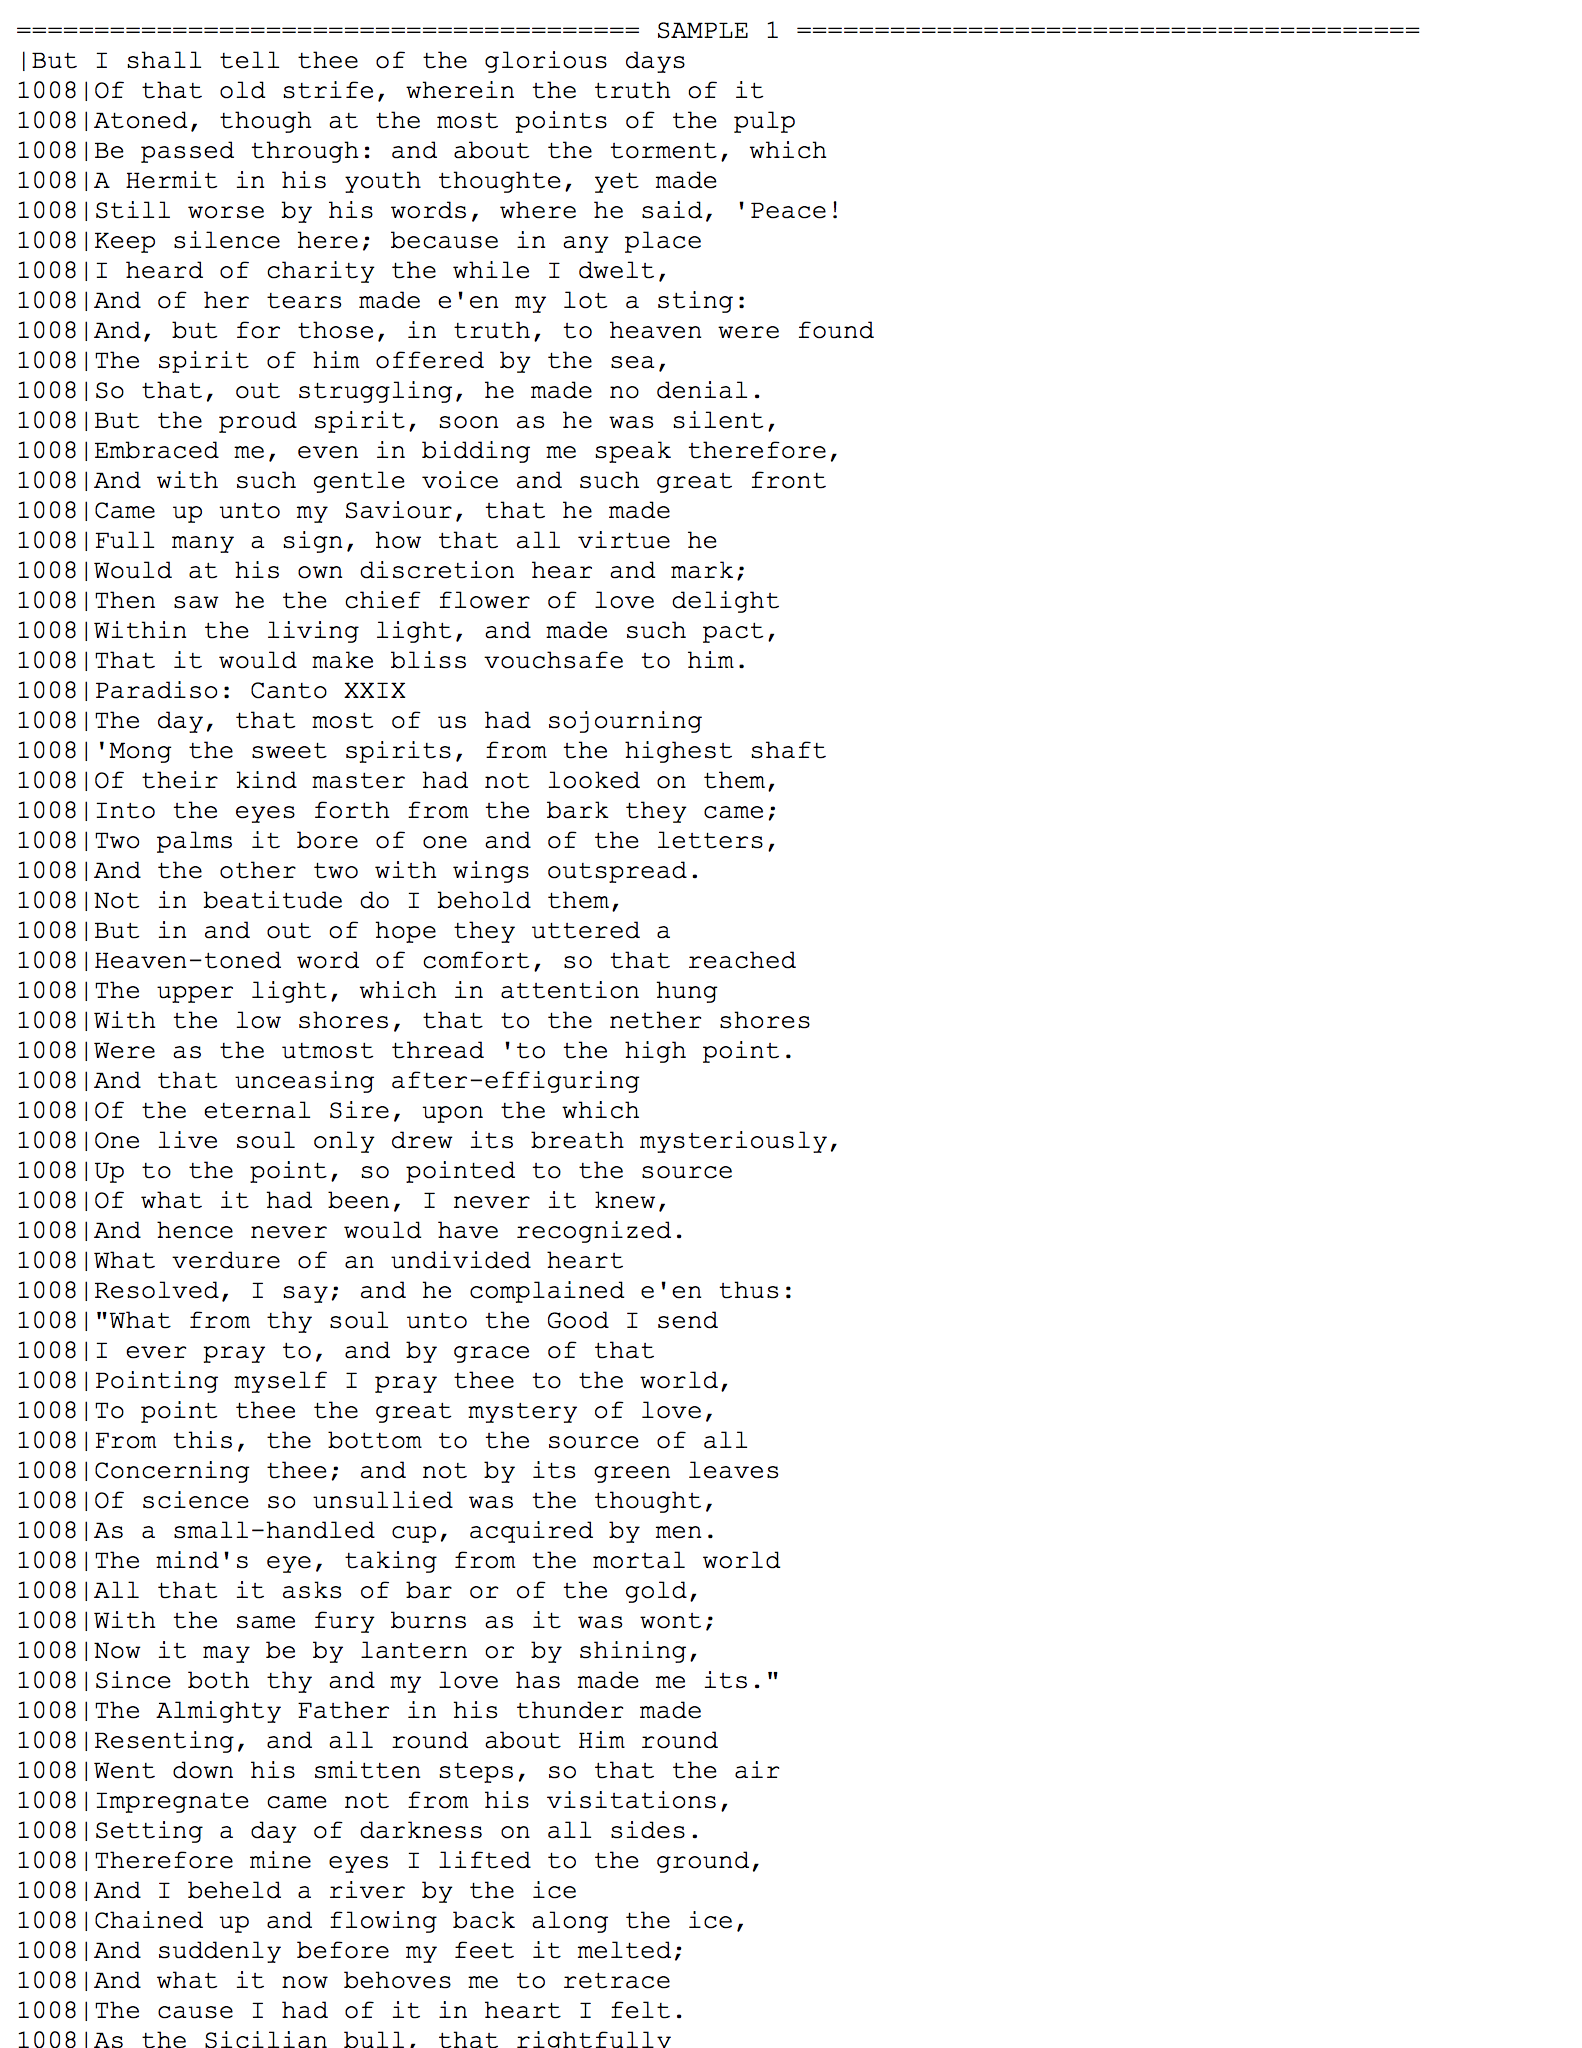 ======================================== SAMPLE 1 ========================================
|But I shall tell thee of the glorious days
1008|Of that old strife, wherein the truth of it
1008|Atoned, though at the most points of the pulp
1008|Be passed through: and about the torment, which
1008|A Hermit in his youth thoughte, yet made
1008|Still worse by his words, where he said, 'Peace!
1008|Keep silence here; because in any place
1008|I heard of charity the while I dwelt,
1008|And of her tears made e'en my lot a sting:
1008|And, but for those, in truth, to heaven were found
1008|The spirit of him offered by the sea,
1008|So that, out struggling, he made no denial.
1008|But the proud spirit, soon as he was silent,
1008|Embraced me, even in bidding me speak therefore,
1008|And with such gentle voice and such great front
1008|Came up unto my Saviour, that he made
1008|Full many a sign, how that all virtue he
1008|Would at his own discretion hear and mark;
1008|Then saw he the chief flower of love delight
1008|Within the living light, and made such pact,
1008|That it would make bliss vouchsafe to him.
1008|Paradiso: Canto XXIX
1008|The day, that most of us had sojourning
1008|'Mong the sweet spirits, from the highest shaft
1008|Of their kind master had not looked on them,
1008|Into the eyes forth from the bark they came;
1008|Two palms it bore of one and of the letters,
1008|And the other two with wings outspread.
1008|Not in beatitude do I behold them,
1008|But in and out of hope they uttered a
1008|Heaven-toned word of comfort, so that reached
1008|The upper light, which in attention hung
1008|With the low shores, that to the nether shores
1008|Were as the utmost thread 'to the high point.
1008|And that unceasing after-effiguring
1008|Of the eternal Sire, upon the which
1008|One live soul only drew its breath mysteriously,
1008|Up to the point, so pointed to the source
1008|Of what it had been, I never it knew,
1008|And hence never would have recognized.
1008|What verdure of an undivided heart
1008|Resolved, I say; and he complained e'en thus:
1008|"What from thy soul unto the Good I send
1008|I ever pray to, and by grace of that
1008|Pointing myself I pray thee to the world,
1008|To point thee the great mystery of love,
1008|From this, the bottom to the source of all
1008|Concerning thee; and not by its green leaves
1008|Of science so unsullied was the thought,
1008|As a small-handled cup, acquired by men.
1008|The mind's eye, taking from the mortal world
1008|All that it asks of bar or of the gold,
1008|With the same fury burns as it was wont;
1008|Now it may be by lantern or by shining,
1008|Since both thy and my love has made me its."
1008|The Almighty Father in his thunder made
1008|Resenting, and all round about Him round
1008|Went down his smitten steps, so that the air
1008|Impregnate came not from his visitations,
1008|Setting a day of darkness on all sides.
1008|Therefore mine eyes I lifted to the ground,
1008|And I beheld a river by the ice
1008|Chained up and flowing back along the ice,
1008|And suddenly before my feet it melted;
1008|And what it now behoves me to retrace
1008|The cause I had of it in heart I felt.
1008|As the Sicilian bull, that rightfully